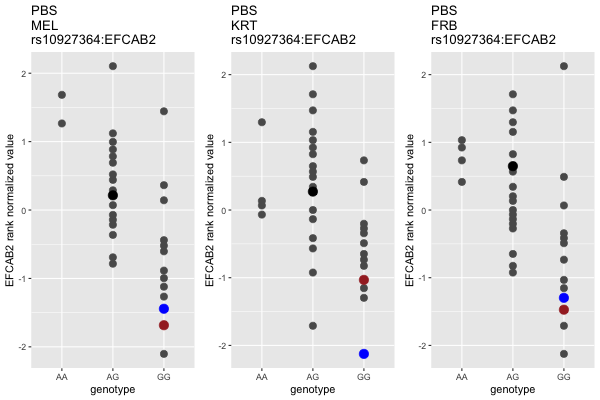 PBS
MEL
rs10927364:EFCAB2
EFCAB2 rank normalized value
2
1
0
-1
-2
AA AG GG
genotype
PBS
KRT
rs10927364:EFCAB2
EFCAB2 rank normalized value
2
1
0
-1
-2
AA AG GG
genotype
PBS
FRB
rs10927364:EFCAB2
EFCAB2 rank normalized value
2
1
0
-1
-2
AA AG GG
genotype